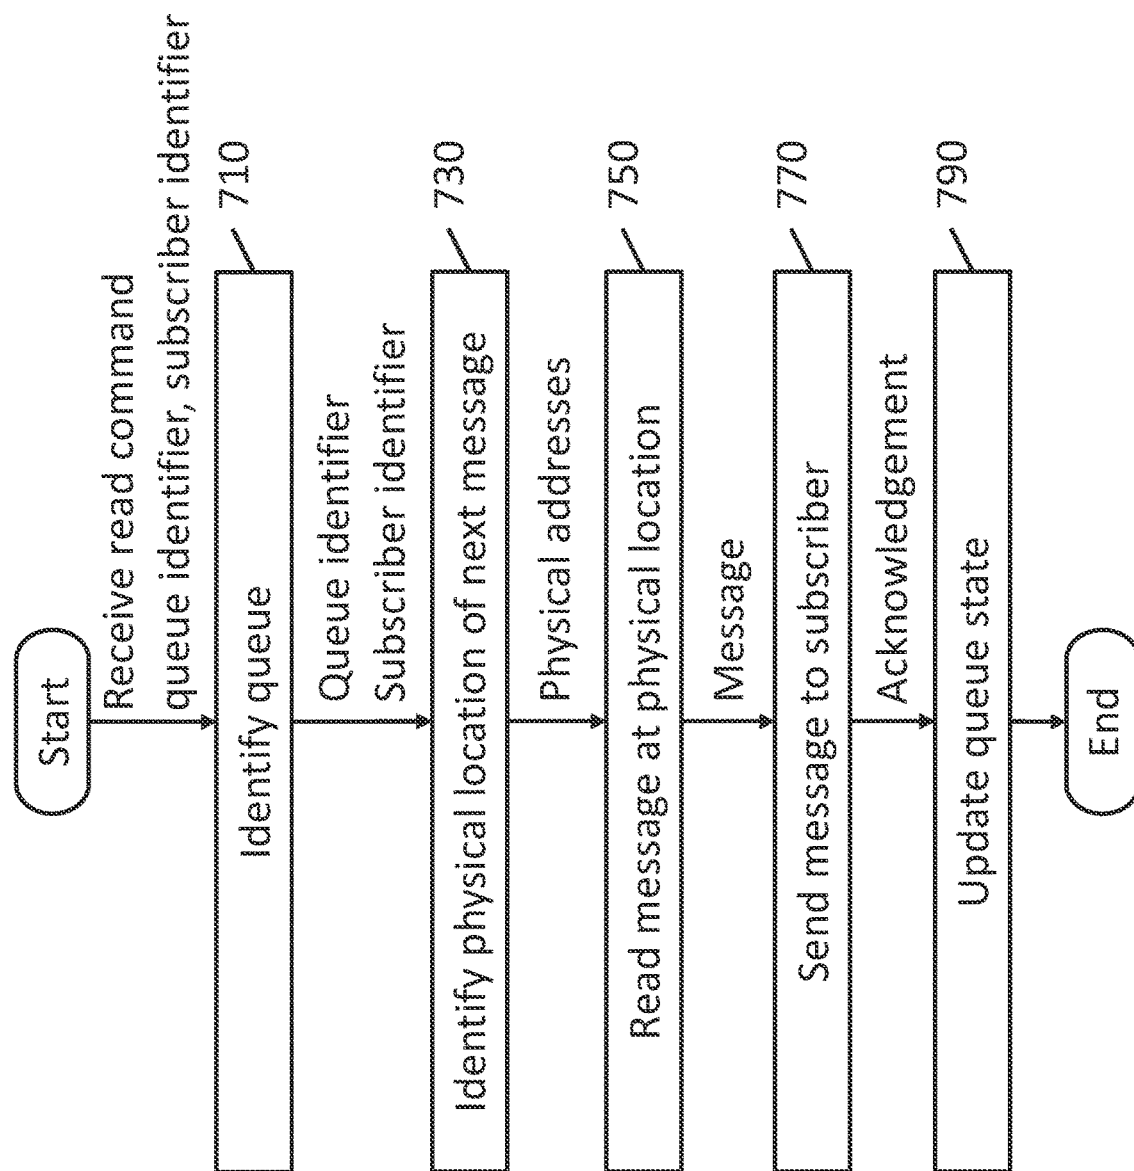 Start
Receive read command
queue identifier, subscriber identifier
Identify queue
710
Queue identifier
Subscriber identifier
Identify physical location of next message
730
Physical addresses
Read message at physical location
750
Message
Send message to subscriber
770
Acknowledgement
Update queue state
790
End